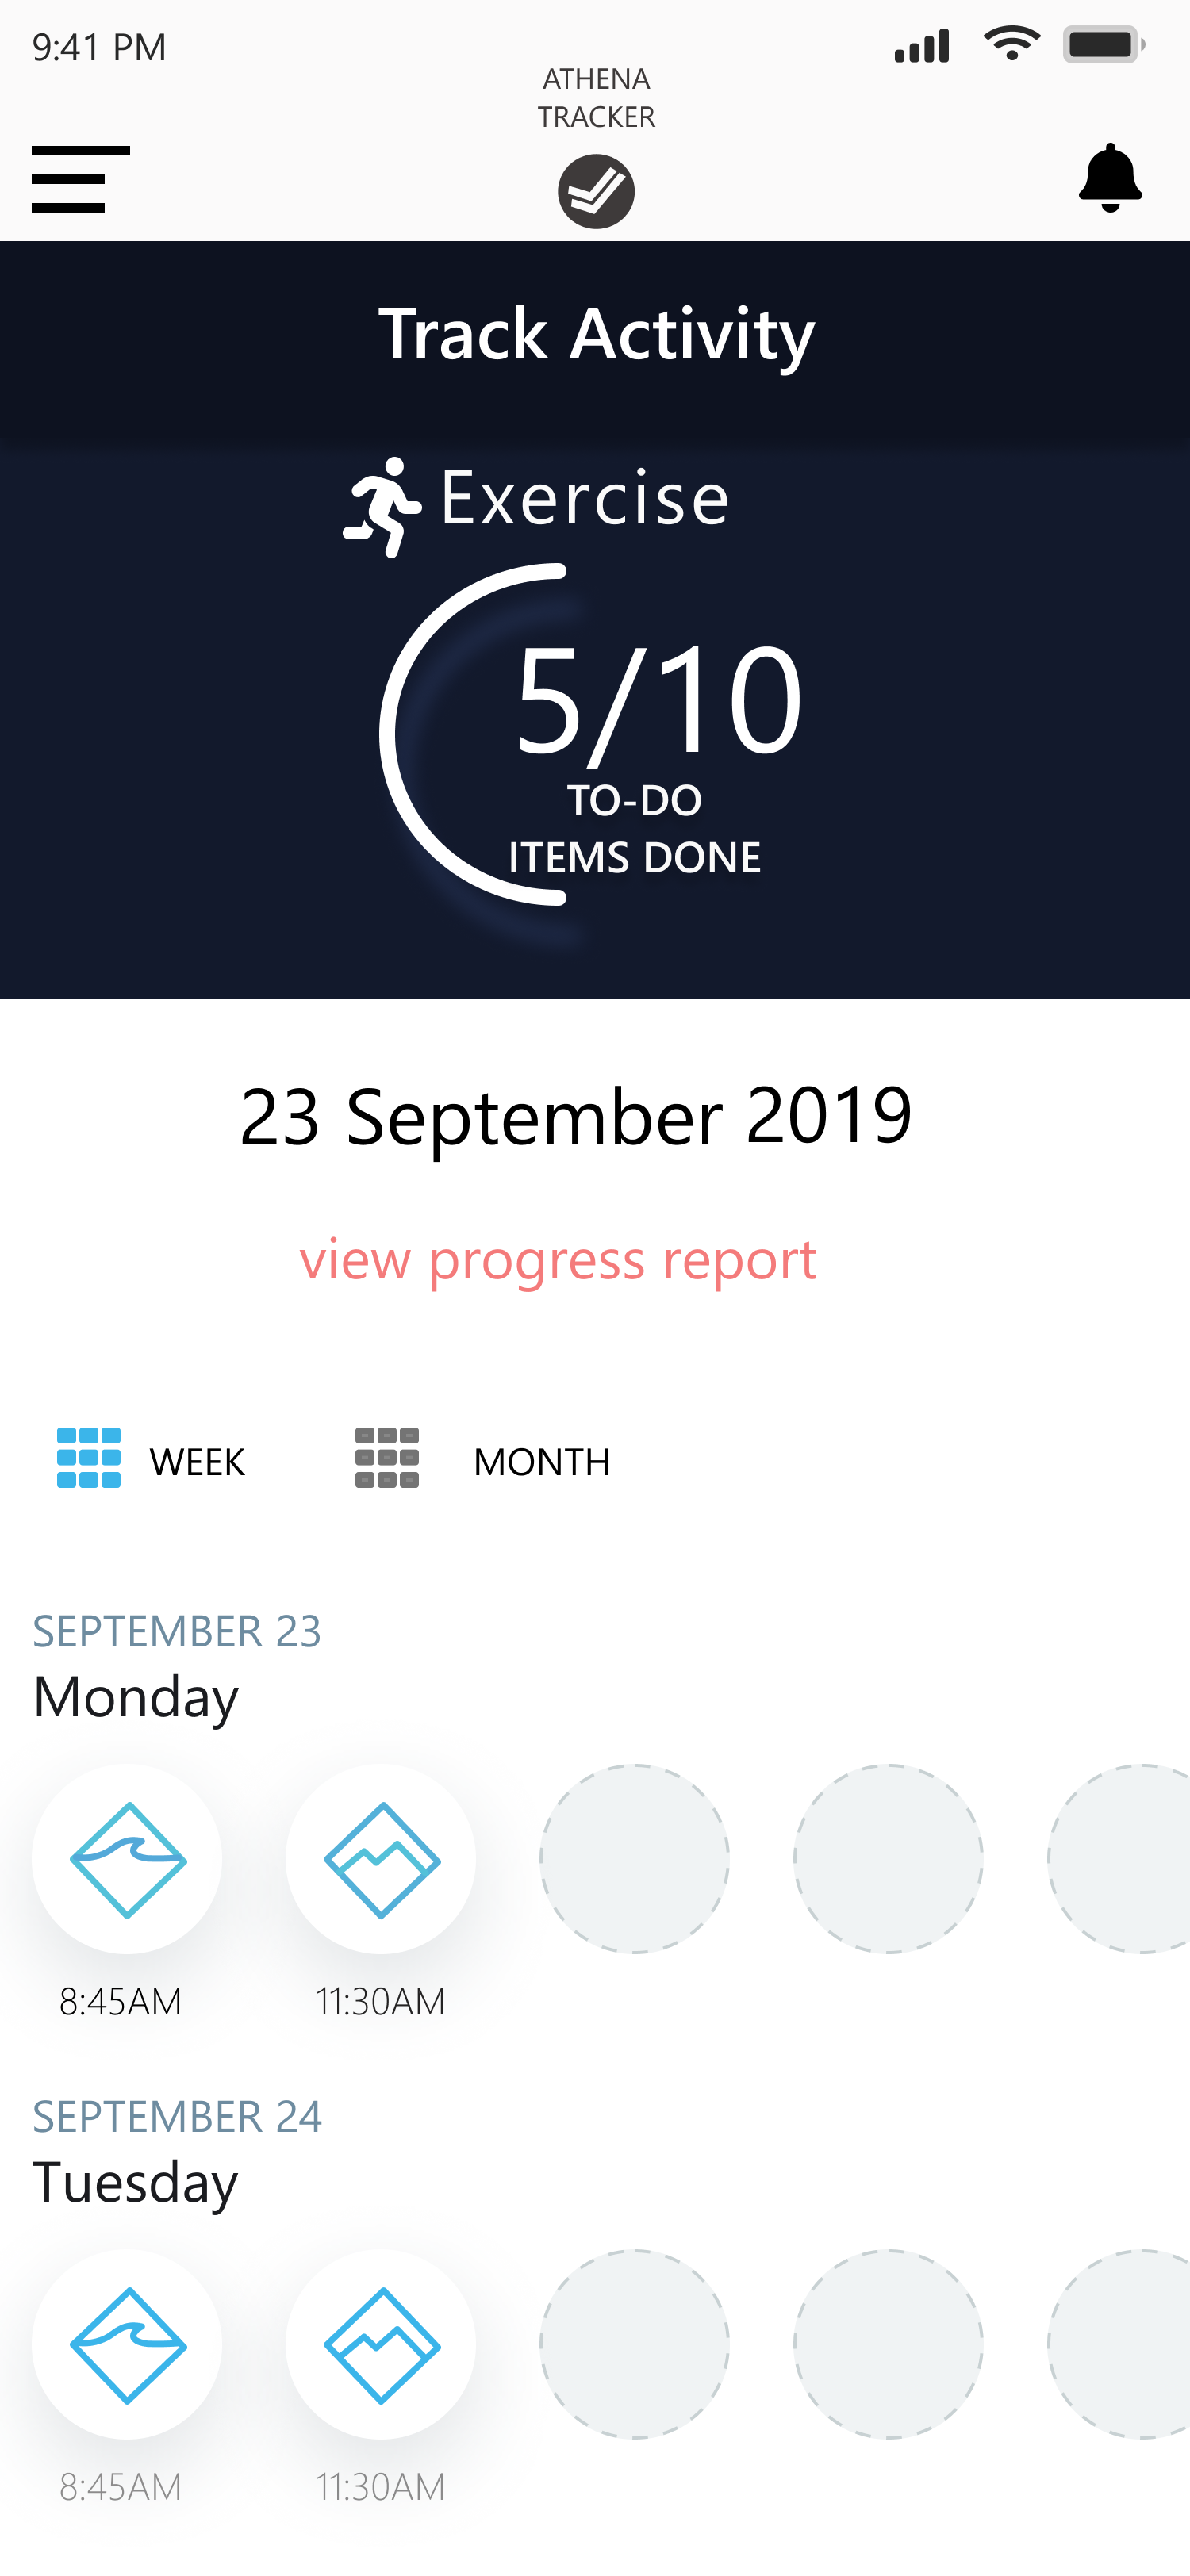 9:41 PM
ATHENA
TRACKER
Track Activity
Exercise
5/10
TO-DO
ITEMS DONE
23 September 2019
view progress report
WEEK
MONTH
SEPTEMBER 23
Monday
8:45AM
11:30AM
SEPTEMBER 24
Tuesday
8:45AM
11:30AM